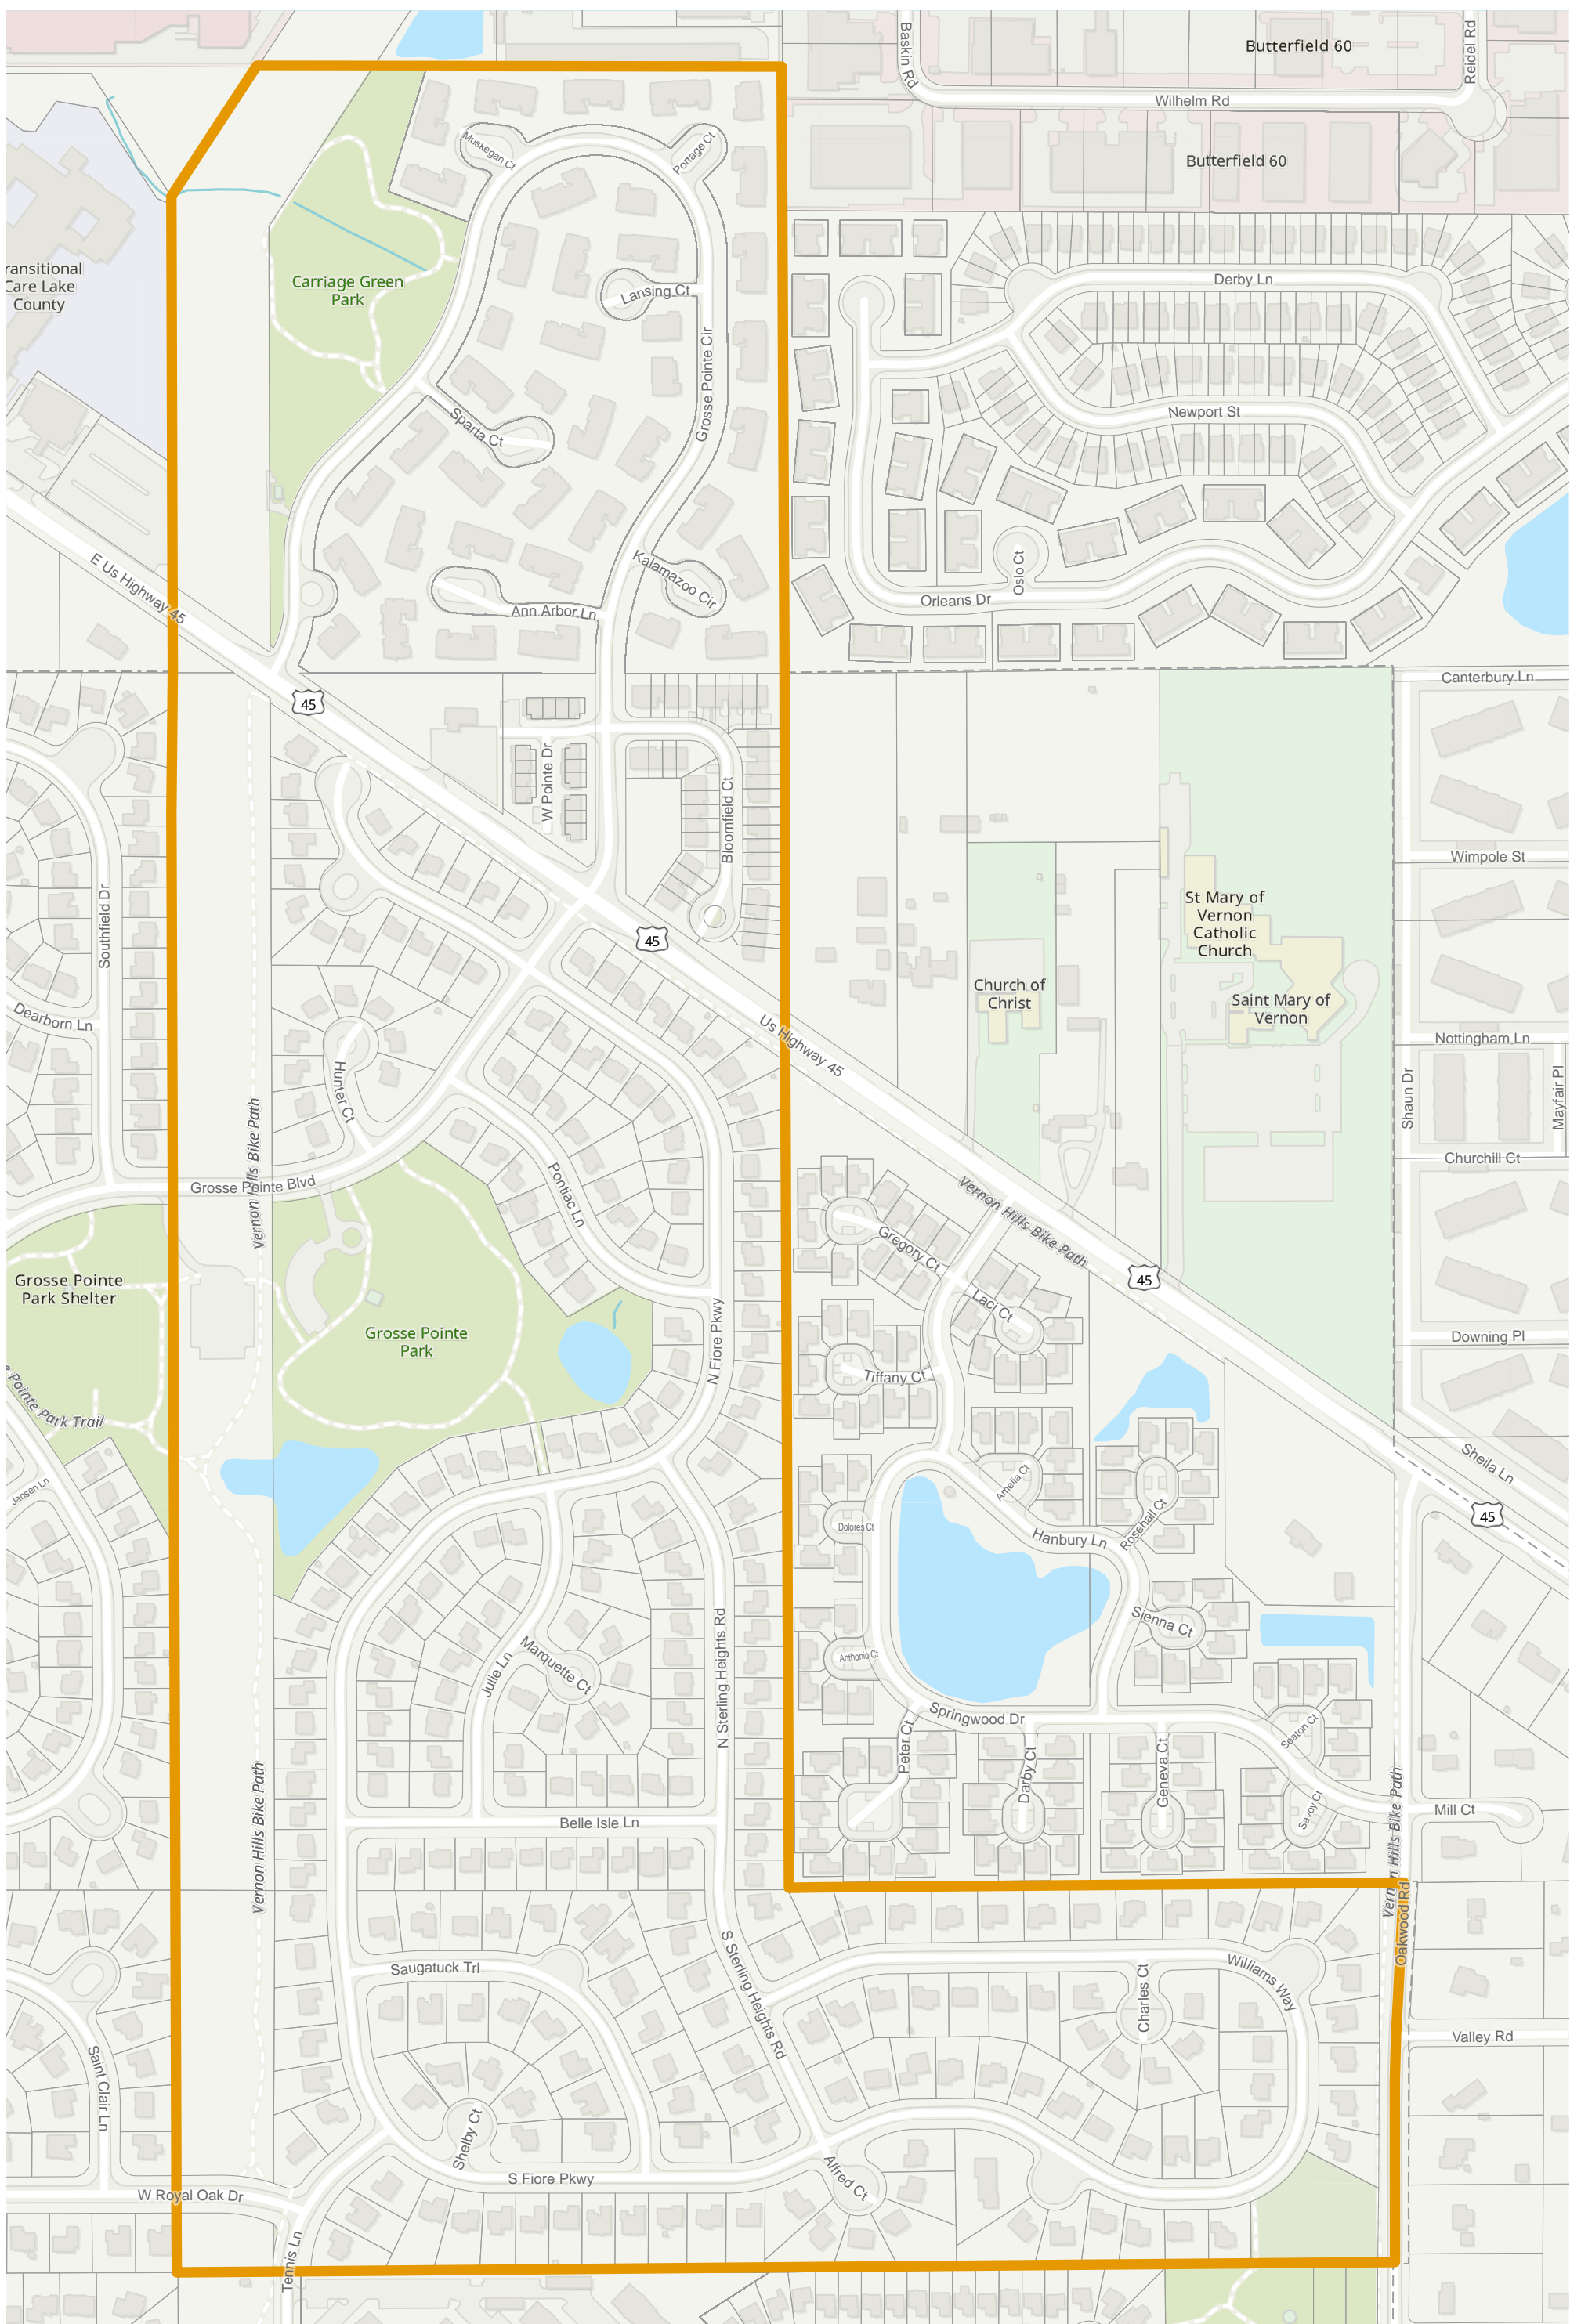 Baskin Rd
Butterfield 60
Reidel Rd
Wilhelm Rd
Muskegan Ct
Portage Ct
Butterfield 60
ransitional
Care Lake
County
Carriage Green
Park
Lansing Ct
Derby Ln
Grosse Pointe Cir
Sparta Ct
Newport St
E Us Highway 45
Kalamazoo Cir
Ann Arbor Ln
Orleans Dr
Oslo Ct
45
Canterbury Ln
W Pointe Dr
Bloomfield Ct
Wimpole St
Southfield Dr
45
St Mary of
Vernon
Catholic
Church
Church of
Christ
Saint Mary of
Vernon
Dearborn Ln
Us Highway 45
Nottingham Ln
Hunter Ct
Shaun Dr
Mayfair Pl
Vernon Hills Bike Path
Churchill Ct
Grosse Pointe Blvd
Pontiac Ln
Vernon Hills Bike Path
Gregory Ct
45
Grosse Pointe
Park Shelter
Laci Ct
Grosse Pointe
Park
N Fiore Pkwy
Downing Pl
Tiffany Ct
e Pointe Park Trail
Sheila Ln
Jansen Ln
Amelia Ct
45
Dolores Ct
Rosehall Ct
Hanbury Ln
Sienna Ct
Anthonio Ct
Marquette Ct
Julie Ln
N Sterling Heights Rd
Springwood Dr
Peter Ct
Darby Ct
Geneva Ct
Seaton Ct
Savoy Ct
Mill Ct
Vernon Hills Bike Path
Belle Isle Ln
Vernon Hills Bike Path
Oakwood Rd
Saugatuck Trl
S Sterling Heights Rd
Williams Way
Charles Ct
Valley Rd
Saint Clair Ln
Shelby Ct
S Fiore Pkwy
Alfred Ct
W Royal Oak Dr
Tennis Ln